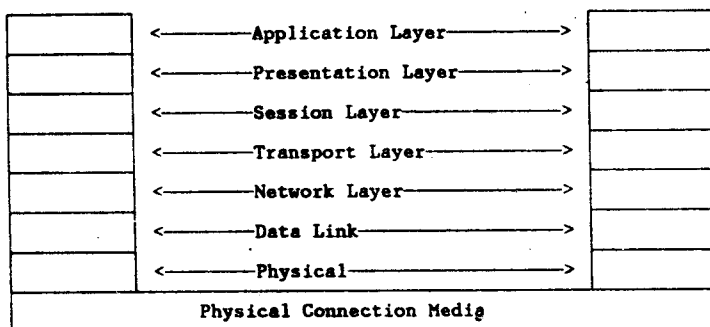 <-----Application Layer----->
<-----Presentation Layer----->
<-----Session Layer----->
<-----Transport Layer----->
<-----Network Layer----->
<-----Data Link----->
<-----Physical----->
Physical Connection Media